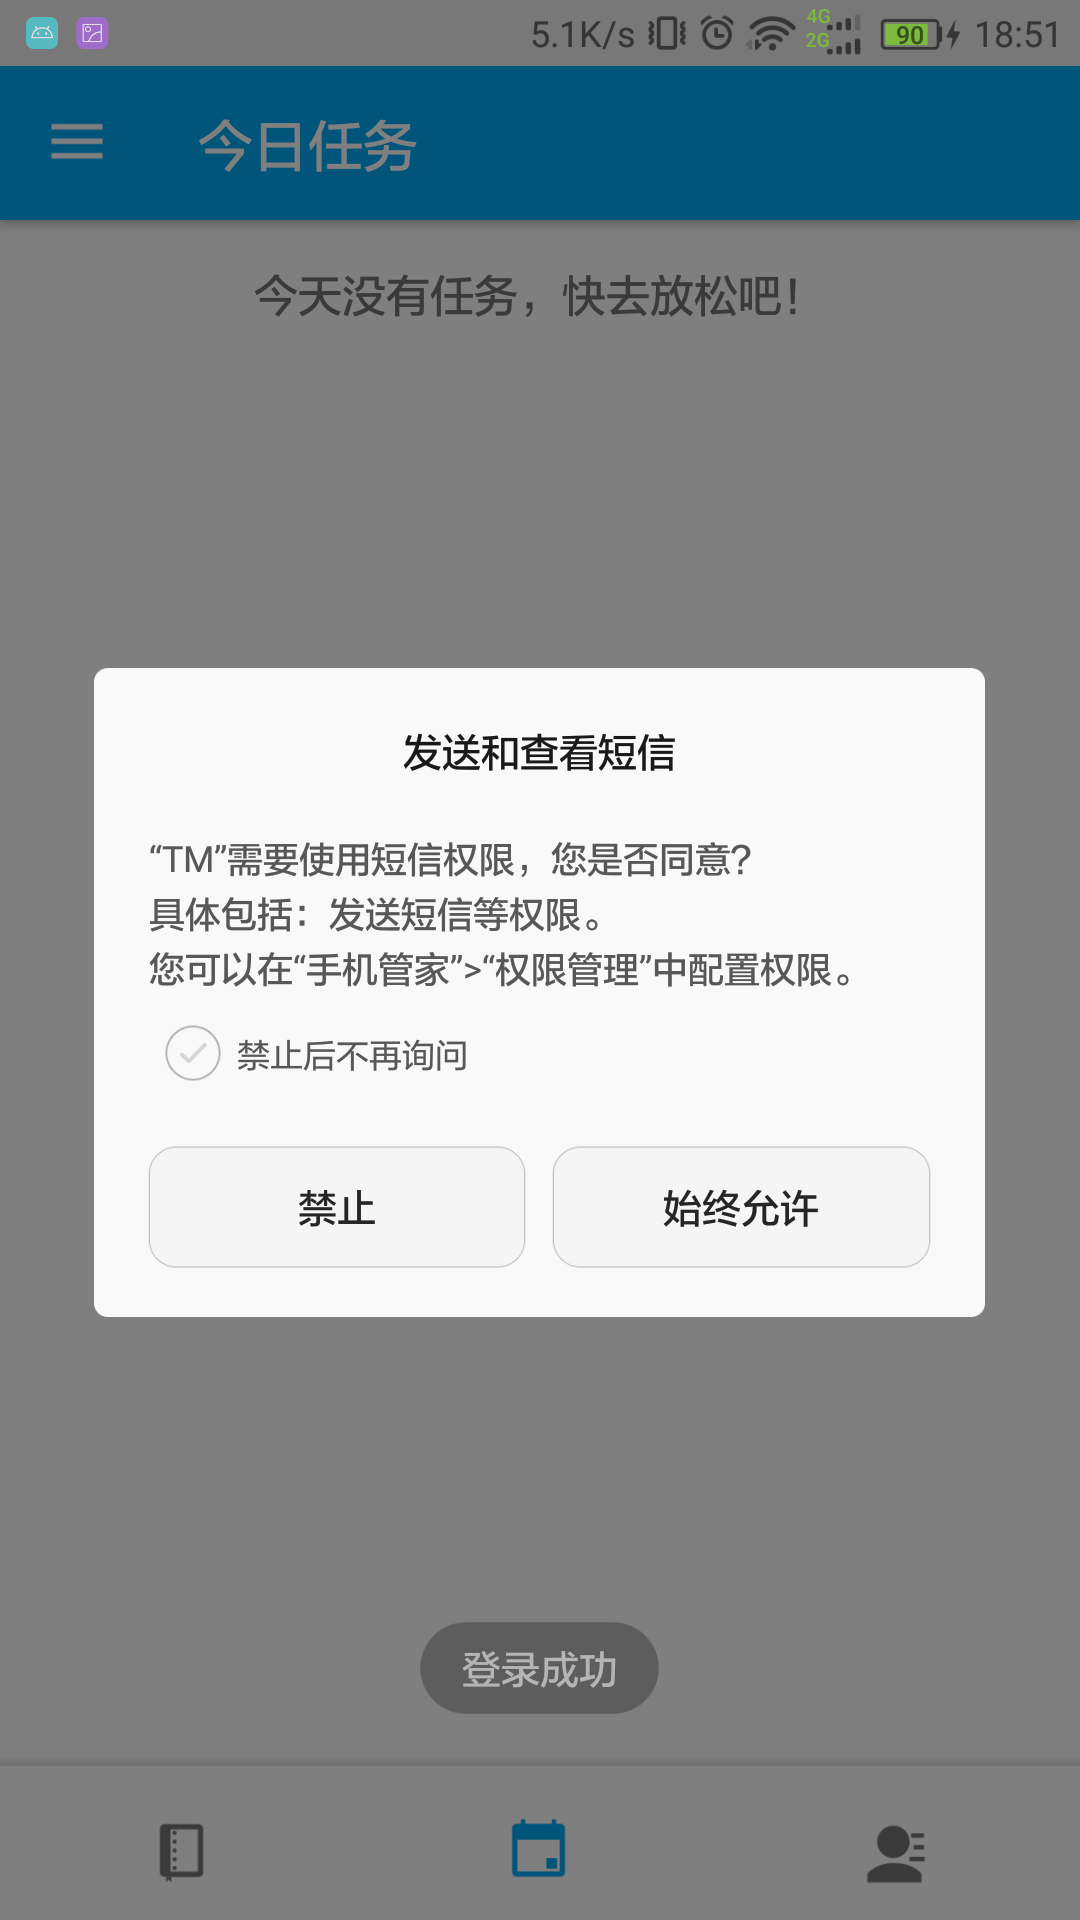 5.1K/s 4G 2G 90 18:51
今日任务
今天没有任务，快去放松吧！
发送和查看短信
“TM”需要使用短信权限，您是否同意？
具体包括：发送短信等权限。
您可以在“手机管家”>“权限管理”中配置权限。
禁止后不再询问
禁止 始终允许
登录成功